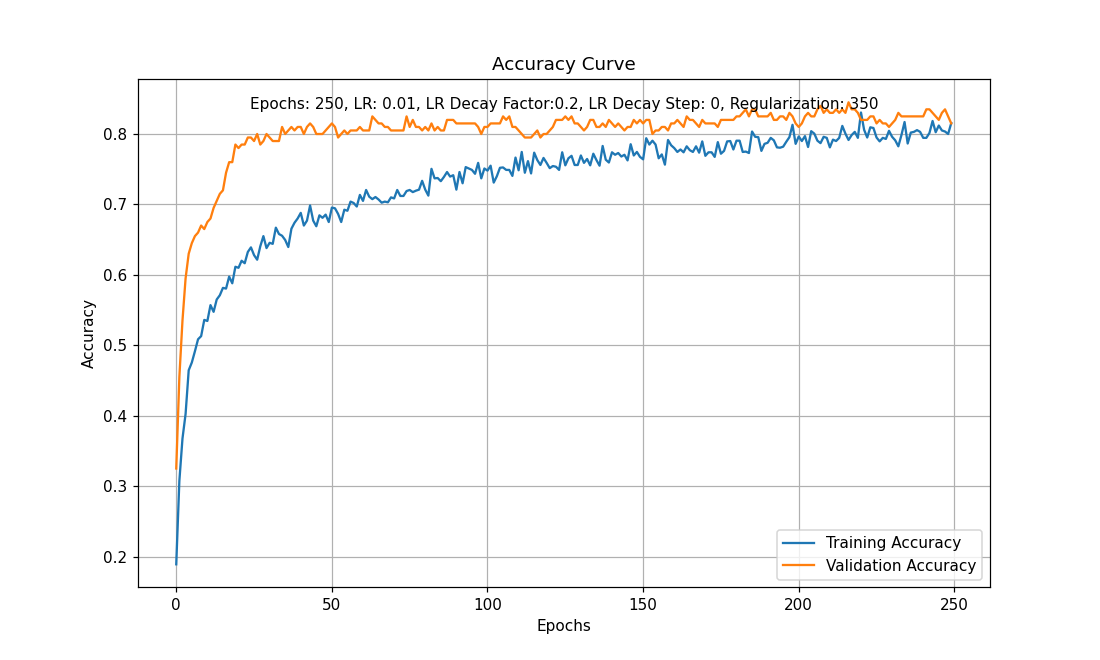 Accuracy Curve
Epochs: 250, LR: 0.01, LR Decay Factor:0.2, LR Decay Step: 0, Regularization: 350
Accuracy
0.8
0.7
0.6
0.5
0.4
0.3
0.2
Training Accuracy
Validation Accuracy
0 50 100 150 200 250
Epochs